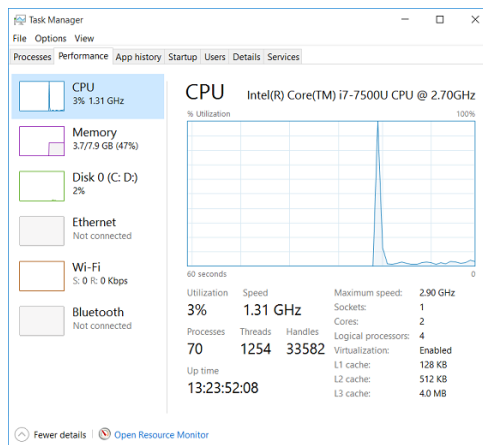 Task Manager
File Options View
Processes Performance App history Startup Users Details Services
CPU
3% 1.31 GHz
Memory
3.7/7.9 GB (47%)
Disk 0 (C: D:)
2%
Ethernet
Not connected
Wi-Fi
S: 0 R: 0 Kbps
Bluetooth
Not connected
CPU Intel(R) Core(TM) i7-7500U CPU @ 2.70GHz
% Utilization 100%
60 seconds 0
Utilization Speed
3% 1.31 GHz
Processes Threads Handles
70 1254 33582
Up time
13:23:52:08
Maximum speed: 2.90 GHz
Sockets: 1
Cores: 2
Logical processors: 4
Virtualization: Enabled
L1 cache: 128 KB
L2 cache: 512 KB
L3 cache: 4.0 MB
Fewer details Open Resource Monitor